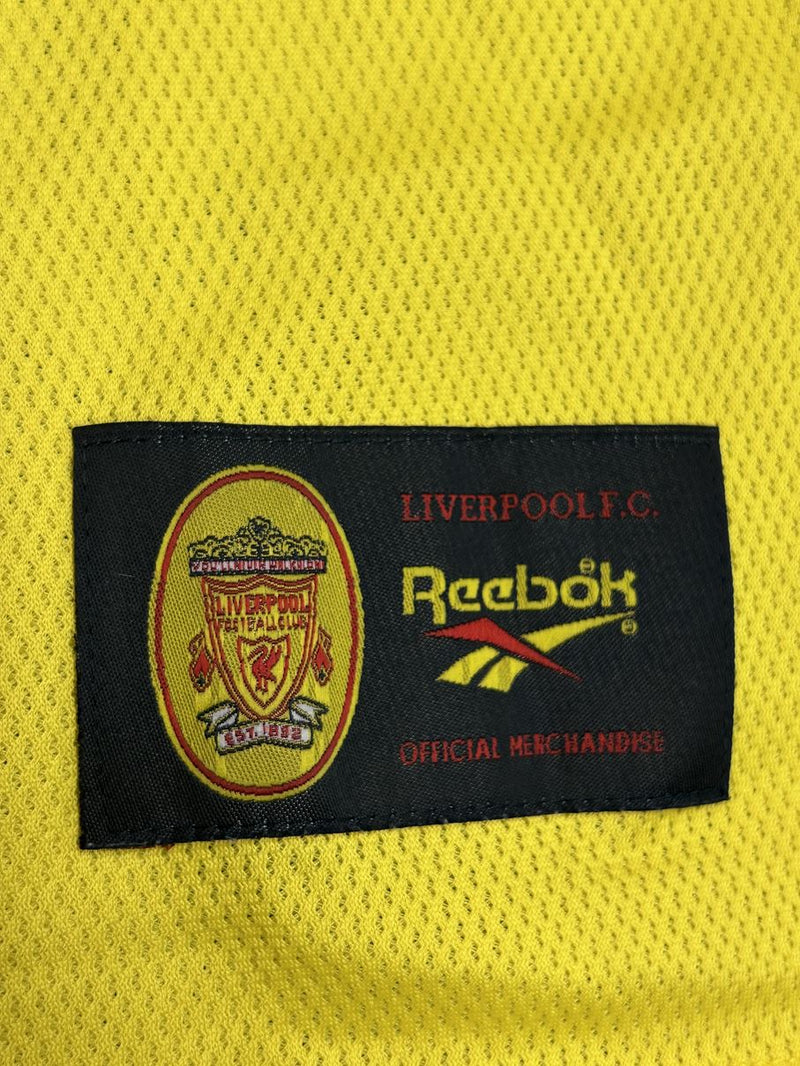 YOU'LL NEVER WALK ALONE
LIVERPOOL
FOOTBALL CLUB
EST. 1892
LIVERPOOL F.C.
Reebok
OFFICIAL MERCHANDISE